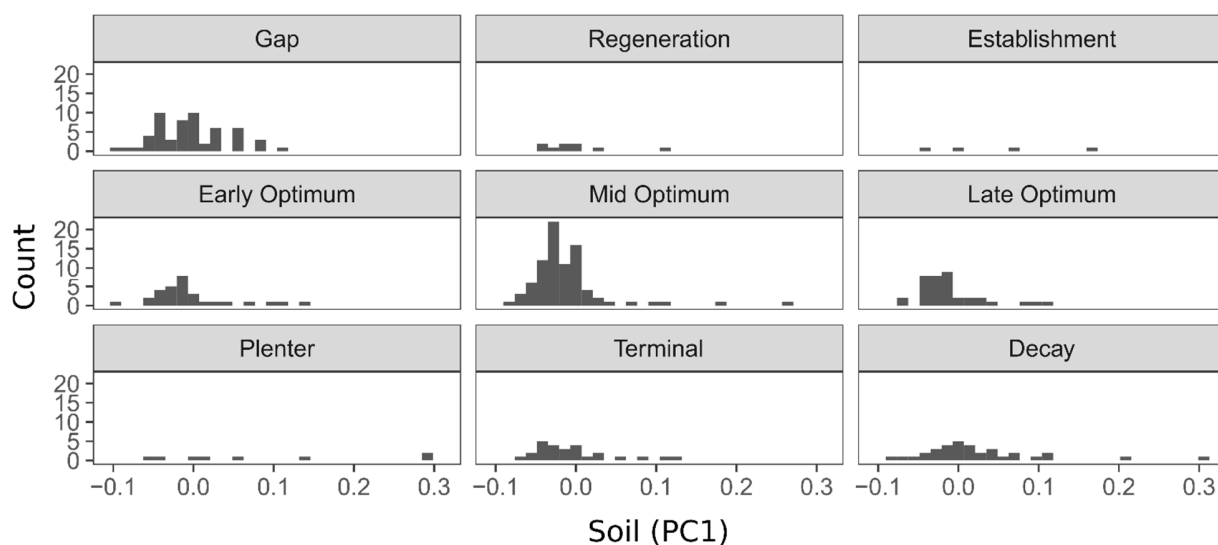 Gap Regeneration Establishment
20
15
10
5
0
Early Optimum Mid Optimum Late Optimum
20
15
10
5
0
Count
Plenter Terminal Decay
20
15
10
5
0
−0.1 0.0 0.1 0.2 0.3 −0.1 0.0 0.1 0.2 0.3 −0.1 0.0 0.1 0.2 0.3
Soil (PC1)